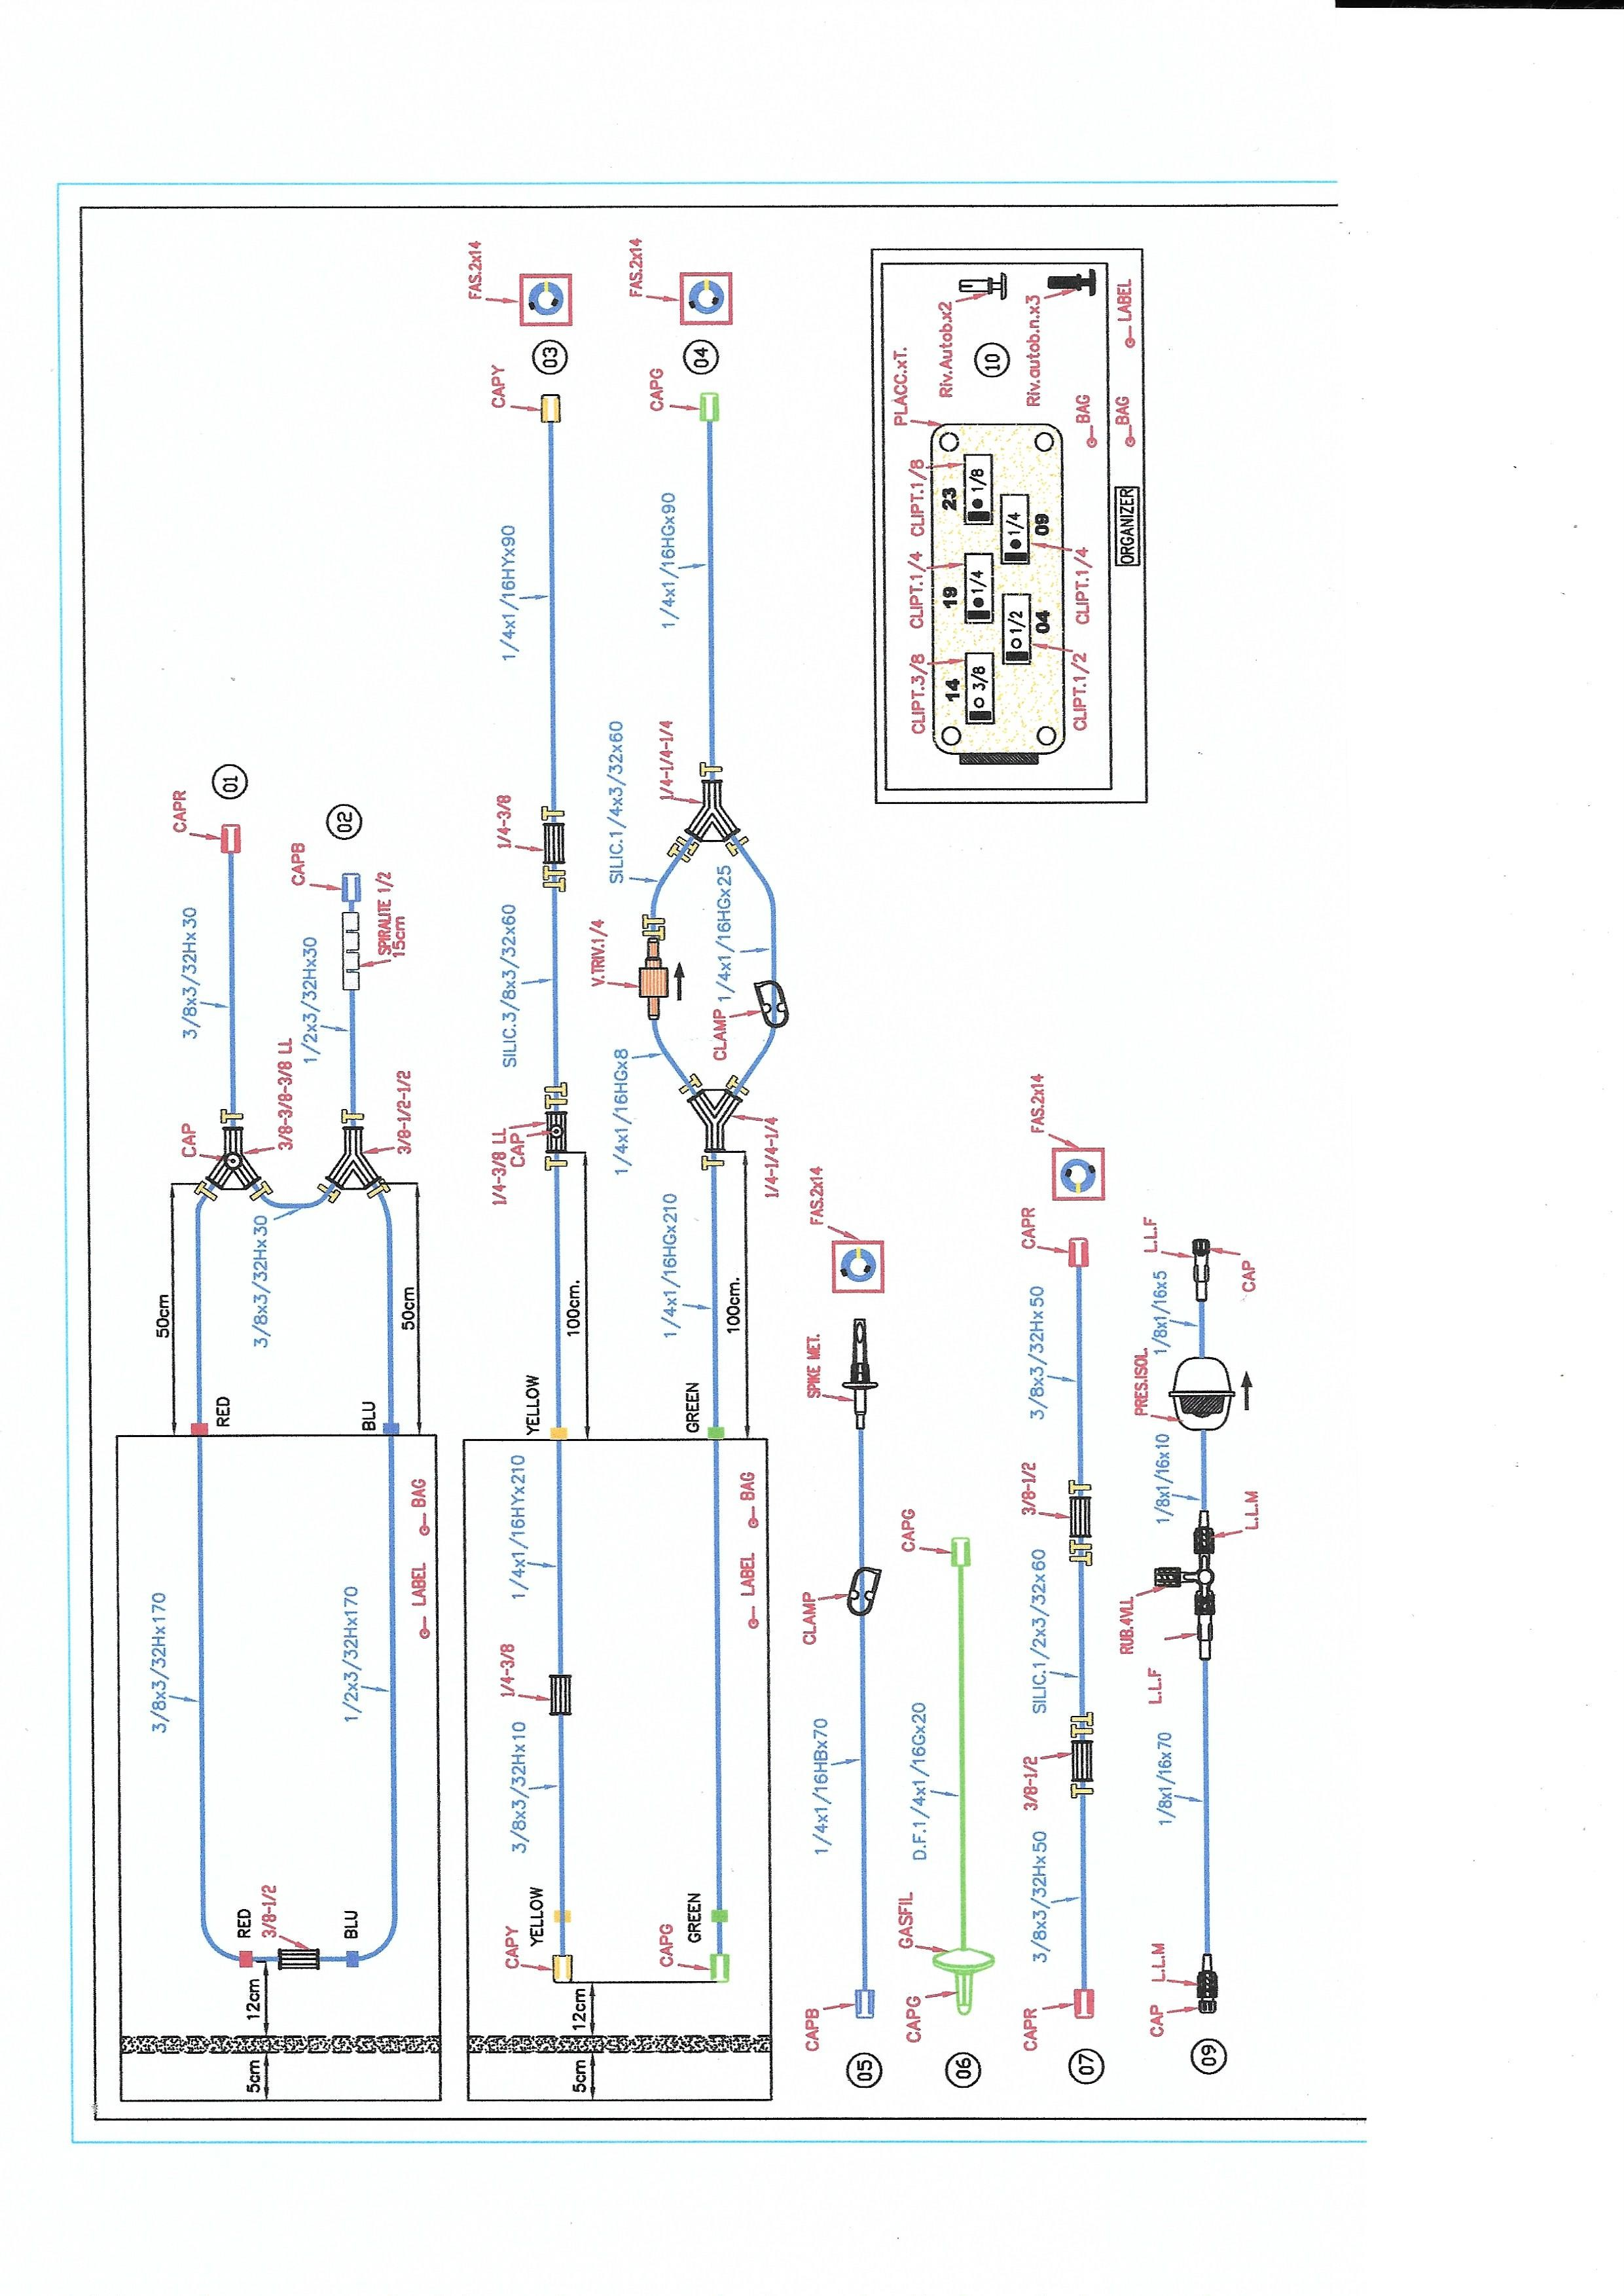 5cm
12cm
RED
3/8-1/2
BLU
3/8x3/32Hx170
1/2x3/32Hx170
LABEL
BAG
RED
BLU
50cm
50cm
3/8x3/32Hx30
CAP
3/8-3/8-3/8 LL
3/8-1/2-1/2
3/8x3/32Hx30
CAPR
01
1/2x3/32Hx30
SPIRALITE 1/2
15cm
CAPB
02
5cm
12cm
CAPY
YELLOW
3/8x3/32Hx10
1/4-3/8
1/4x1/16HYx210
YELLOW
100cm.
1/4-3/8 LL
CAP
SILIC.3/8x3/32x60
1/4-3/8
1/4x1/16HYx90
CAPY
03
FAS.2x14
CAPG
GREEN
LABEL
BAG
GREEN
1/4x1/16HGx210
100cm.
1/4-1/4-1/4
1/4x1/16HGx8
V.TRIV.1/4
SILIC.1/4x3/32x60
CLAMP
1/4x1/16HGx25
1/4-1/4-1/4
1/4x1/16HGx90
CAPG
04
FAS.2x14
05
CAPB
1/4x1/16HBx70
CLAMP
SPIKE MET.
FAS.2x14
06
CAPG
GASFIL
D.F.1/4x1/16Gx20
CAPG
07
CAPR
3/8x3/32Hx50
3/8-1/2
SILIC.1/2x3/32x60
3/8-1/2
3/8x3/32Hx50
CAPR
FAS.2x14
09
CAP
L.L.M
1/8x1/16x70
L.L.F
RUB.4VLL
L.L.M
1/8x1/16x10
PRES.ISOL.
1/8x1/16x5
L.L.F
CAP
PLACC.xT.
CLIPT.3/8
CLIPT.1/4
CLIPT.1/8
14
19
23
3/8
1/4
1/8
1/2
1/4
04
09
CLIPT.1/2
CLIPT.1/4
Riv.Autob.x2
10
Riv.autob.n.x3
BAG
ORGANIZER
BAG
LABEL